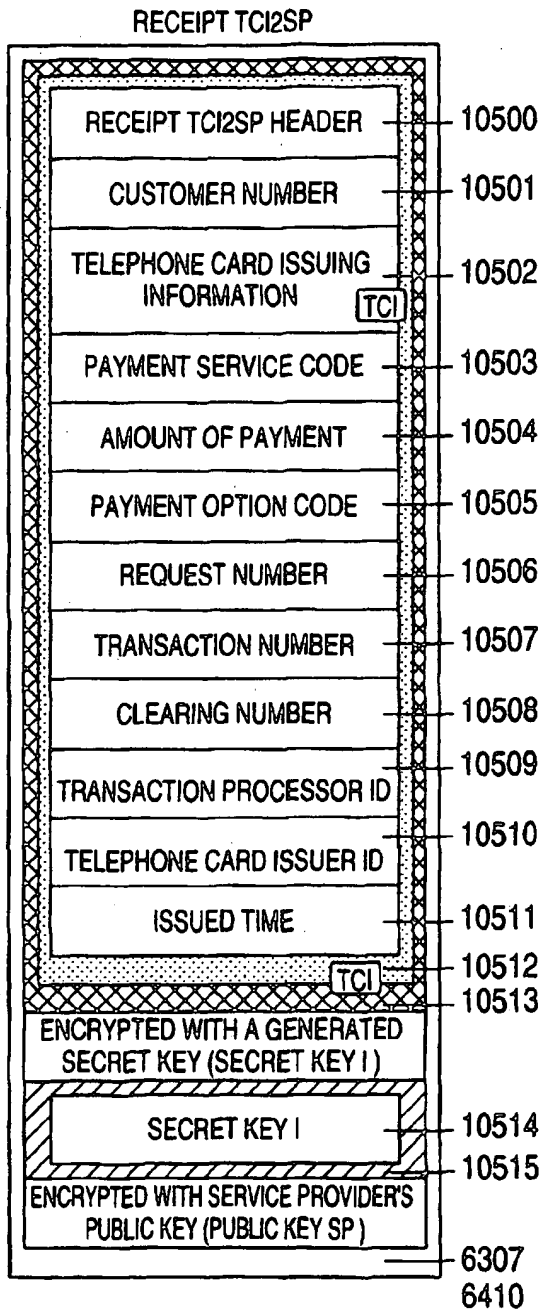 RECEIPT TCI2SP
RECEIPT TCI2SP HEADER 10500
CUSTOMER NUMBER 10501
TELEPHONE CARD ISSUING 10502
INFORMATION
TCI
PAYMENT SERVICE CODE 10503
AMOUNT OF PAYMENT 10504
PAYMENT OPTION CODE 10505
REQUEST NUMBER 10506
TRANSACTION NUMBER 10507
CLEARING NUMBER 10508
10509
TRANSACTION PROCESSOR ID
10510
TELEPHONE CARD ISSUER ID
ISSUED TIME 10511
TCI 10512
10513
ENCRYPTED WITH A GENERATED
SECRET KEY (SECRET KEY I)
SECRET KEY I 10514
10515
ENCRYPTED WITH SERVICE PROVIDER'S
PUBLIC KEY (PUBLIC KEY SP)
6307
6410